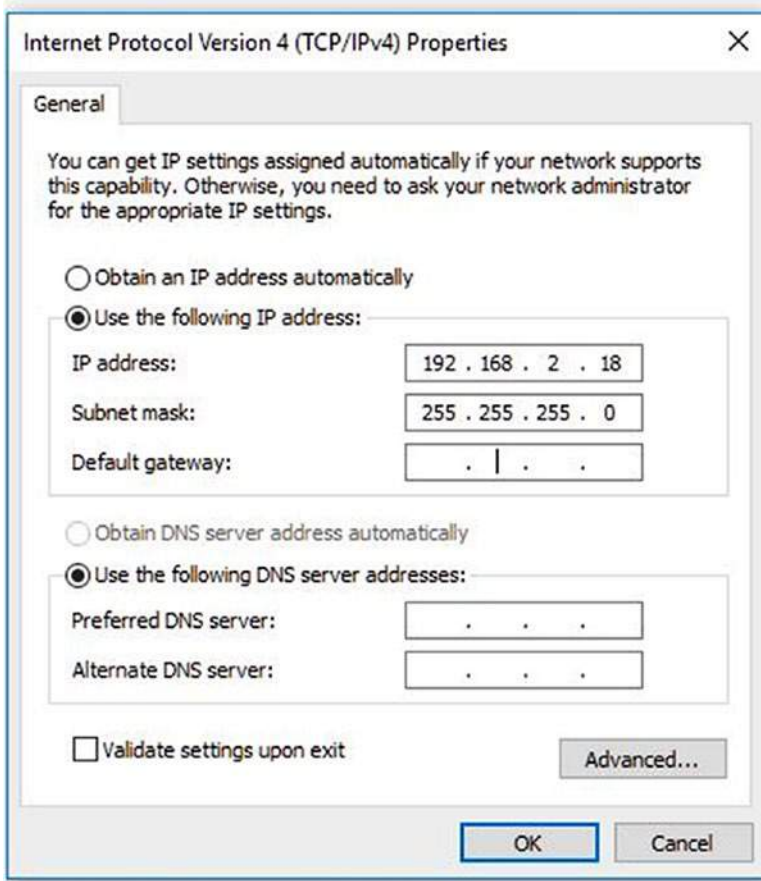 Internet Protocol Version 4 (TCP/IPv4) Properties
General
You can get IP settings assigned automatically if your network supports
this capability. Otherwise, you need to ask your network administrator
for the appropriate IP settings.
Obtain an IP address automatically
Use the following IP address:
IP address: 192 . 168 . 2 . 18
Subnet mask: 255 . 255 . 255 . 0
Default gateway: . . .
Obtain DNS server address automatically
Use the following DNS server addresses:
Preferred DNS server: . . .
Alternate DNS server: . . .
Validate settings upon exit
Advanced...
OK Cancel